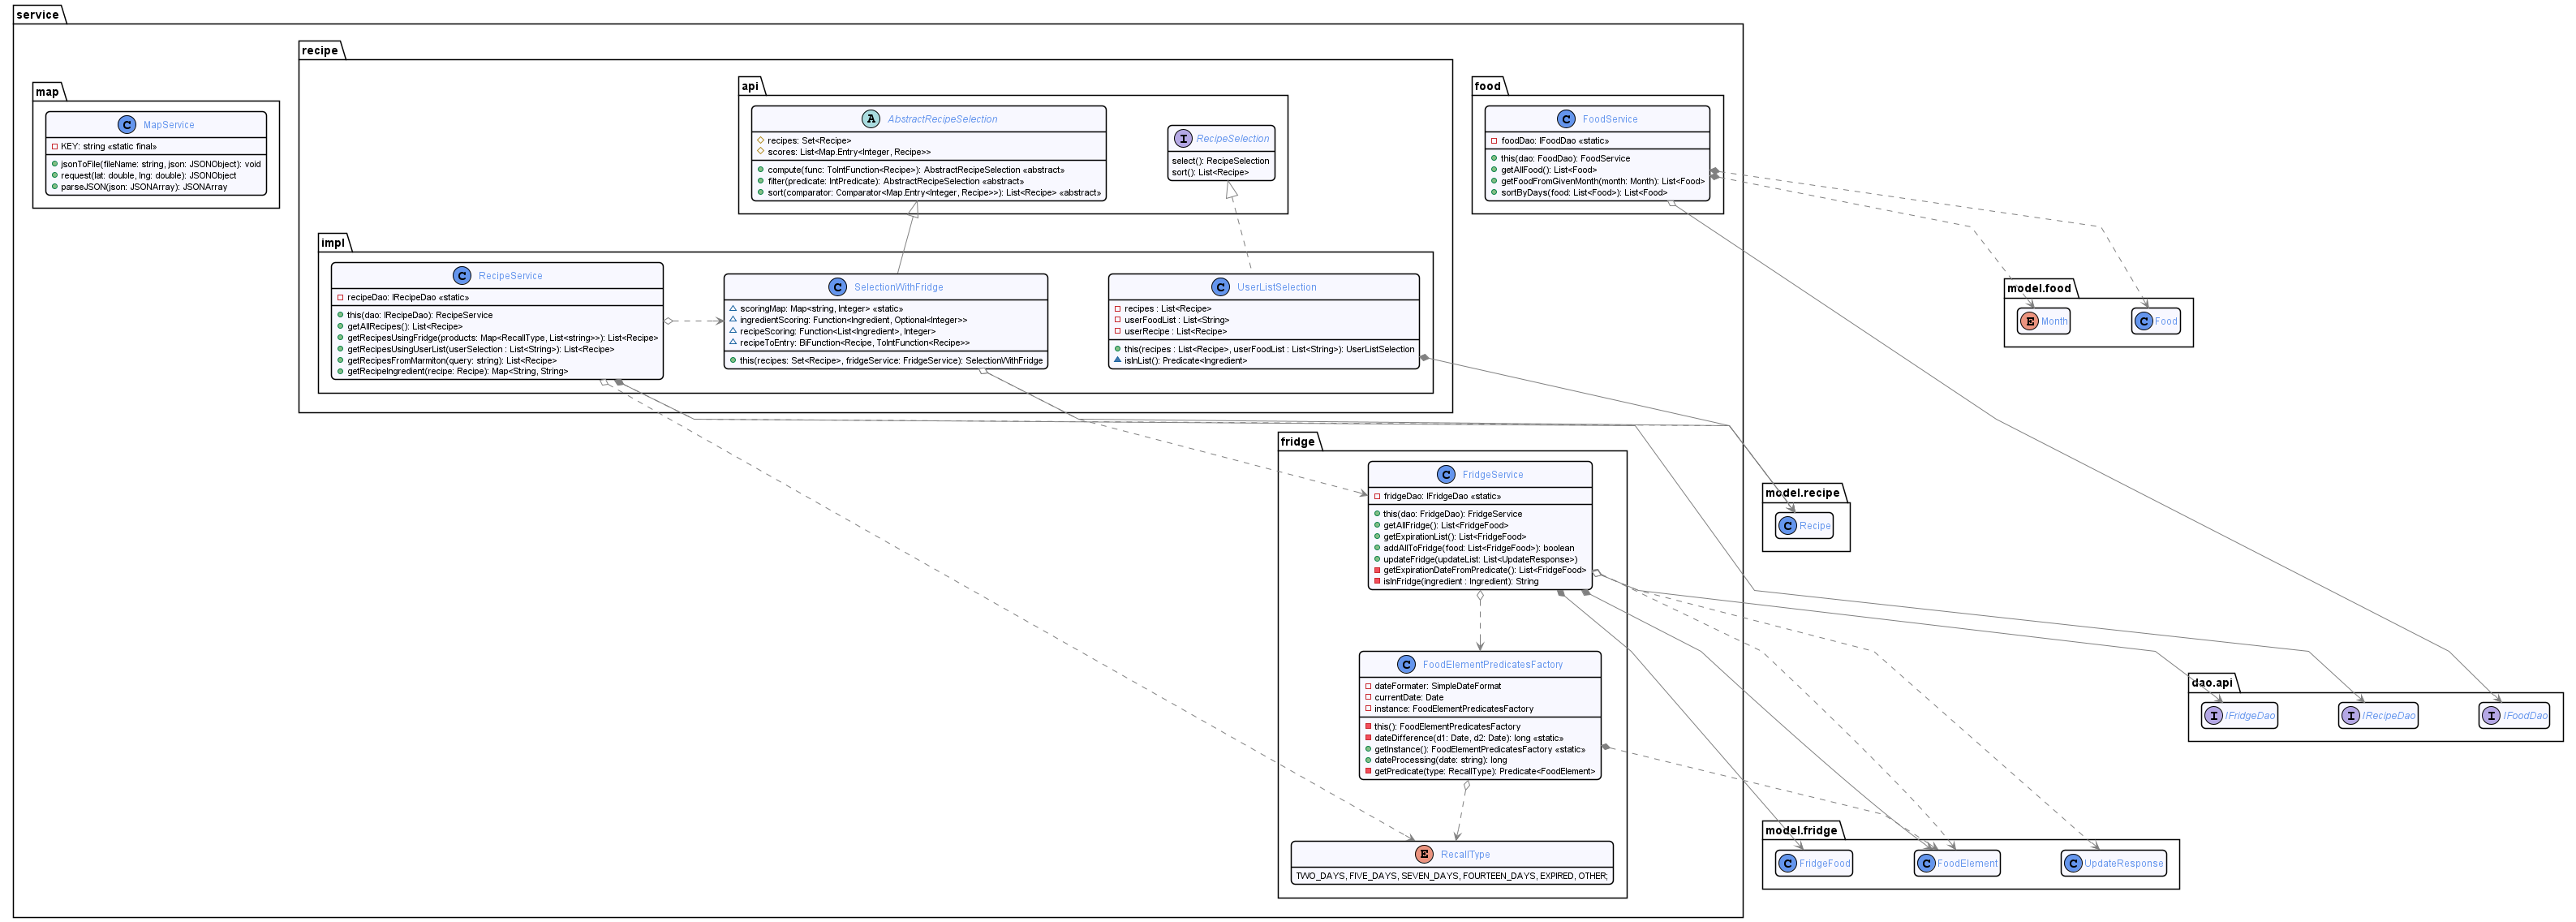 service
recipe
map
C MapService
KEY: string «static final»
jsonToFile(fileName: string, json: JSONObject): void
request(lat: double, lng: double): JSONObject
parseJSON(json: JSONArray): JSONArray
api
A AbstractRecipeSelection
recipes: Set<Recipe>
scores: List<Map.Entry<Integer, Recipe>>
compute(func: ToIntFunction<Recipe>): AbstractRecipeSelection «abstract»
filter(predicate: IntPredicate): AbstractRecipeSelection «abstract»
sort(comparator: Comparator<Map.Entry<Integer, Recipe>>): List<Recipe> «abstract»
I RecipeSelection
select(): RecipeSelection
sort(): List<Recipe>
food
C FoodService
foodDao: IFoodDao «static»
this(dao: FoodDao): FoodService
getAllFood(): List<Food>
getFoodFromGivenMonth(month: Month): List<Food>
sortByDays(food: List<Food>): List<Food>
impl
C RecipeService
recipeDao: IRecipeDao «static»
this(dao: IRecipeDao): RecipeService
getAllRecipes(): List<Recipe>
getRecipesUsingFridge(products: Map<RecallType, List<string>>): List<Recipe>
getRecipesUsingUserList(userSelection : List<String>): List<Recipe>
getRecipesFromMarmiton(query: string): List<Recipe>
getRecipeIngredient(recipe: Recipe): Map<String, String>
C SelectionWithFridge
scoringMap: Map<string, Integer> «static»
ingredientScoring: Function<Ingredient, Optional<Integer>>
recipeScoring: Function<List<Ingredient>, Integer>
recipeToEntry: BiFunction<Recipe, ToIntFunction<Recipe>>
this(recipes: Set<Recipe>, fridgeService: FridgeService): SelectionWithFridge
C UserListSelection
recipes : List<Recipe>
userFoodList : List<String>
userRecipe : List<Recipe>
this(recipes : List<Recipe>, userFoodList : List<String>): UserListSelection
isInList(): Predicate<Ingredient>
model.food
E Month
C Food
fridge
C FridgeService
fridgeDao: IFridgeDao «static»
this(dao: FridgeDao): FridgeService
getAllFridge(): List<FridgeFood>
getExpirationList(): List<FridgeFood>
addAllToFridge(food: List<FridgeFood>): boolean
updateFridge(updateList: List<UpdateResponse>)
getExpirationDateFromPredicate(): List<FridgeFood>
isInFridge(ingredient : Ingredient): String
model.recipe
C Recipe
C FoodElementPredicatesFactory
dateFormater: SimpleDateFormat
currentDate: Date
instance: FoodElementPredicatesFactory
this(): FoodElementPredicatesFactory
dateDifference(d1: Date, d2: Date): long «static»
getInstance(): FoodElementPredicatesFactory «static»
dateProcessing(date: string): long
getPredicate(type: RecallType): Predicate<FoodElement>
dao.api
I IFridgeDao
I IRecipeDao
I IFoodDao
E RecallType
TWO_DAYS, FIVE_DAYS, SEVEN_DAYS, FOURTEEN_DAYS, EXPIRED, OTHER;
model.fridge
C FridgeFood
C FoodElement
C UpdateResponse